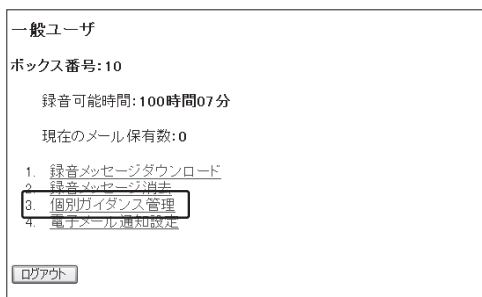 一般ユーザ
ボックス番号:10
録音可能時間:100時間07分
現在のメール保有数:0
1. 録音メッセージダウンロード
2. 録音メッセージ消去
3. 個別ガイダンス管理
4. 電子メール通知設定
ログアウト